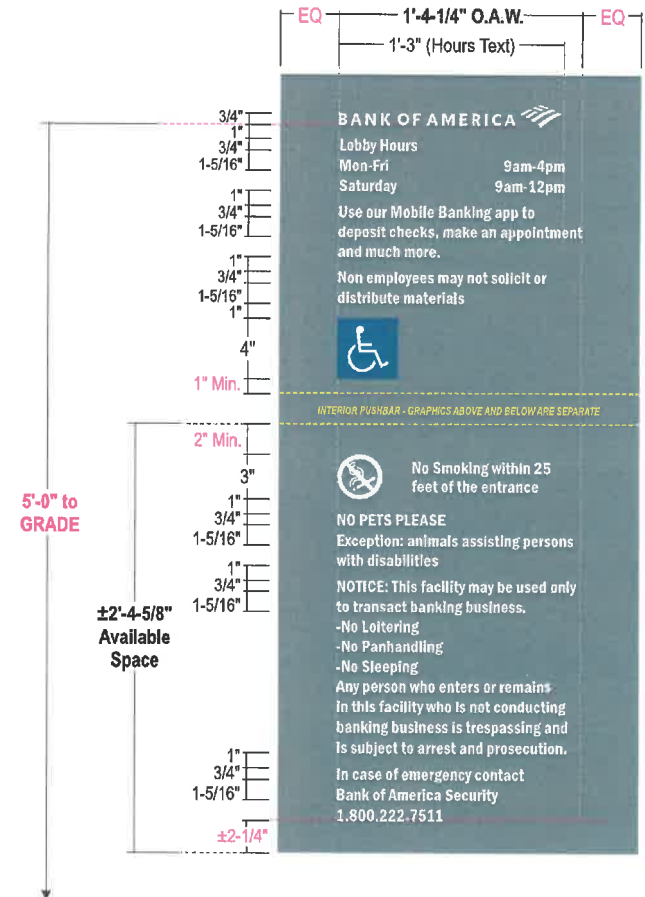 EQ 1'-4-1/4" O.A.W. EQ
1'-3" (Hours Text)
3/4"
1"
3/4"
1-5/16"
1"
3/4"
1-5/16"
1"
3/4"
1-5/16"
1"
4"
1" Min.
2" Min.
3"
1"
3/4"
1-5/16"
1"
3/4"
1-5/16"
1"
3/4"
1-5/16"
±2-1/4"
5'-0" to
GRADE
±2'-4-5/8"
Available
Space
BANK OF AMERICA
Lobby Hours
Mon-Fri 9am-4pm
Saturday 9am-12pm
Use our Mobile Banking app to
deposit checks, make an appointment
and much more.
Non employees may not solicit or
distribute materials
INTERIOR PUSHBAR - GRAPHICS ABOVE AND BELOW ARE SEPARATE
No Smoking within 25
feet of the entrance
NO PETS PLEASE
Exception: animals assisting persons
with disabilities
NOTICE: This facility may be used only
to transact banking business.
-No Loitering
-No Panhandling
-No Sleeping
Any person who enters or remains
in this facility who is not conducting
banking business is trespassing and
is subject to arrest and prosecution.
In case of emergency contact
Bank of America Security
1.800.222.7511